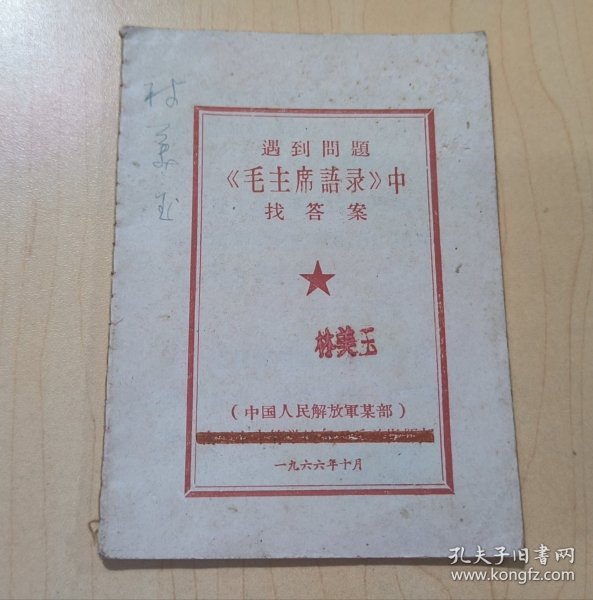 林美玉
遇到問題
《毛主席語录》中
找答案
林美玉
(中国人民解放軍某部)
一九六六年十月
孔夫子旧书网
www.kongfz.com